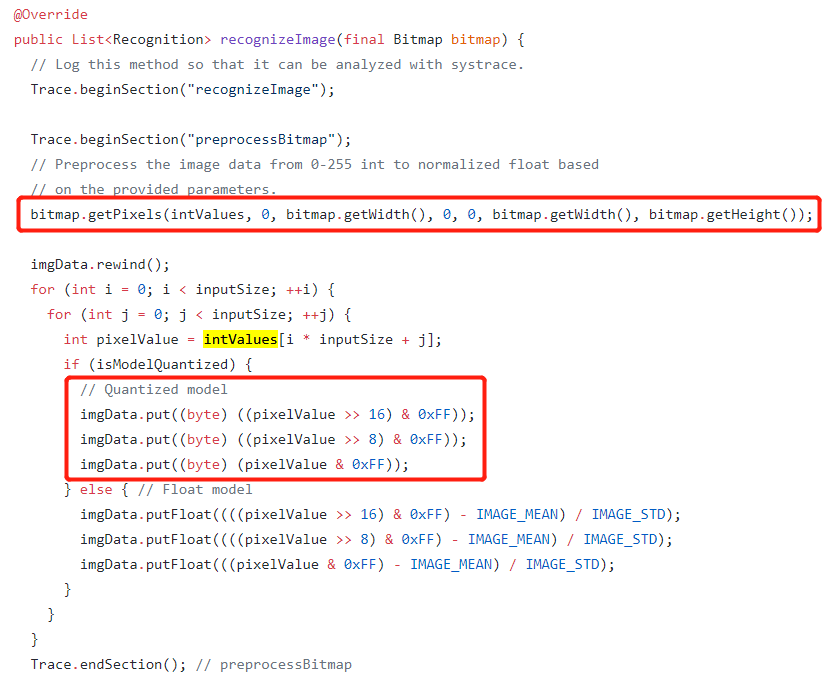 @Override
public List<Recognition> recognizeImage(final Bitmap bitmap) {
// Log this method so that it can be analyzed with systrace.
Trace.beginSection("recognizeImage");
Trace.beginSection("preprocessBitmap");
// Preprocess the image data from 0-255 int to normalized float based
// on the provided parameters.
bitmap.getPixels(intValues, 0, bitmap.getWidth(), 0, 0, bitmap.getWidth(), bitmap.getHeight());
imgData.rewind();
for (int i = 0; i < inputSize; ++i) {
for (int j = 0; j < inputSize; ++j) {
int pixelValue = intValues[i * inputSize + j];
if (isModelQuantized) {
// Quantized model
imgData.put((byte) ((pixelValue >> 16) & 0xFF));
imgData.put((byte) ((pixelValue >> 8) & 0xFF));
imgData.put((byte) (pixelValue & 0xFF));
} else { // Float model
imgData.putFloat((((pixelValue >> 16) & 0xFF) - IMAGE_MEAN) / IMAGE_STD);
imgData.putFloat((((pixelValue >> 8) & 0xFF) - IMAGE_MEAN) / IMAGE_STD);
imgData.putFloat(((pixelValue & 0xFF) - IMAGE_MEAN) / IMAGE_STD);
}
}
}
Trace.endSection(); // preprocessBitmap